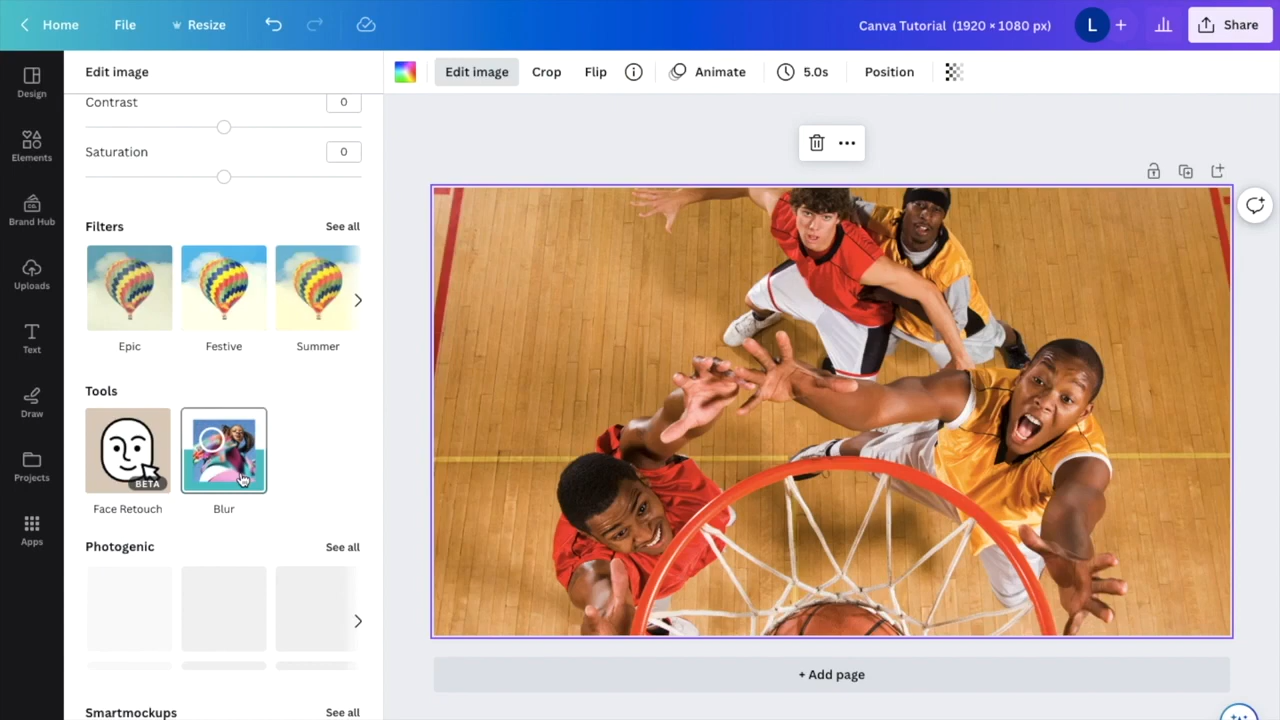 Home File Resize Canva Tutorial (1920 × 1080 px) L + Share
Edit image
Edit image Crop Flip Animate 5.0s Position
Design
Elements
Brand Hub
Uploads
Text
Draw
Projects
Apps
Contrast 0
Saturation 0
Filters See all
Epic Festive Summer
Tools
BETA
Face Retouch Blur
Photogenic See all
Smartmockups See all
+ Add page